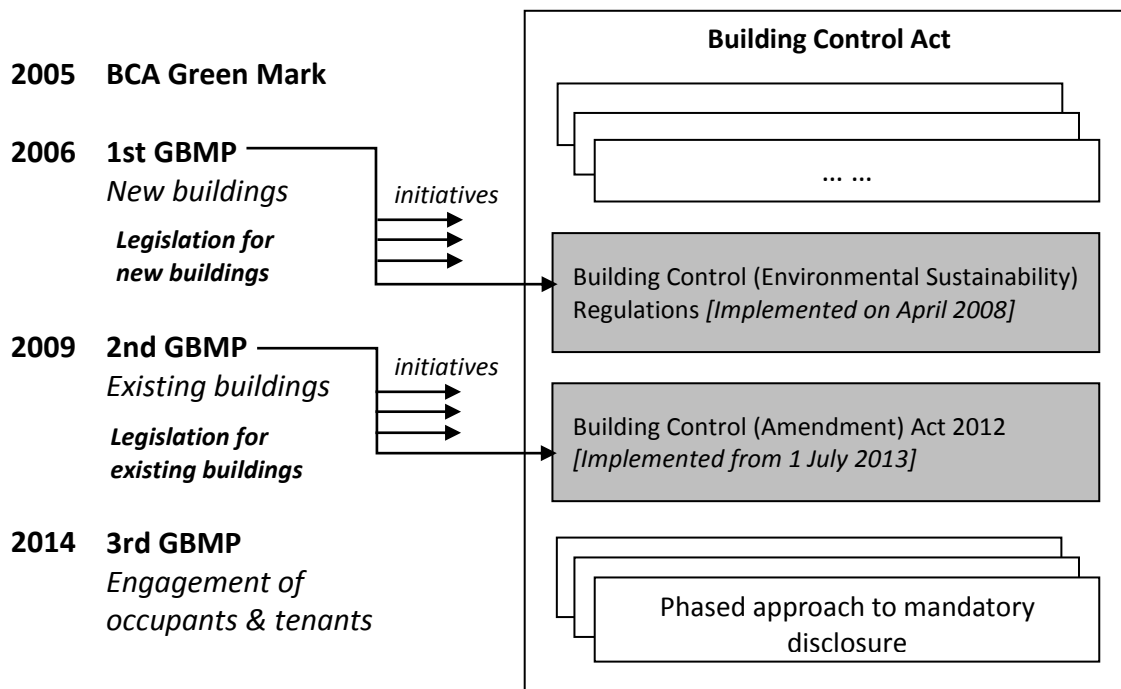 Building Control Act
2005 BCA Green Mark
2006 1st GBMP
New buildings
initiatives
Legislation for
new buildings
... ...
Building Control (Environmental Sustainability)
Regulations [Implemented on April 2008]
2009 2nd GBMP
Existing buildings
initiatives
Legislation for
existing buildings
Building Control (Amendment) Act 2012
[Implemented from 1 July 2013]
2014 3rd GBMP
Engagement of
occupants & tenants
Phased approach to mandatory
disclosure